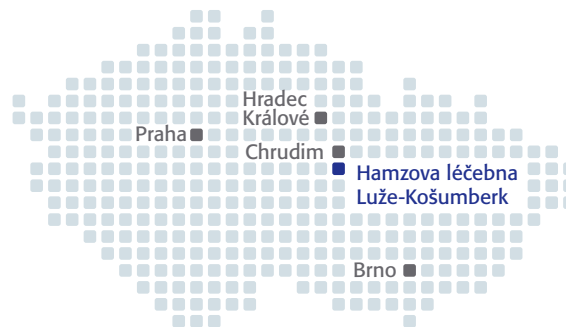 Hradec
Králové
Praha
Chrudim
Hamzova léčebna
Luže-Košumberk
Brno